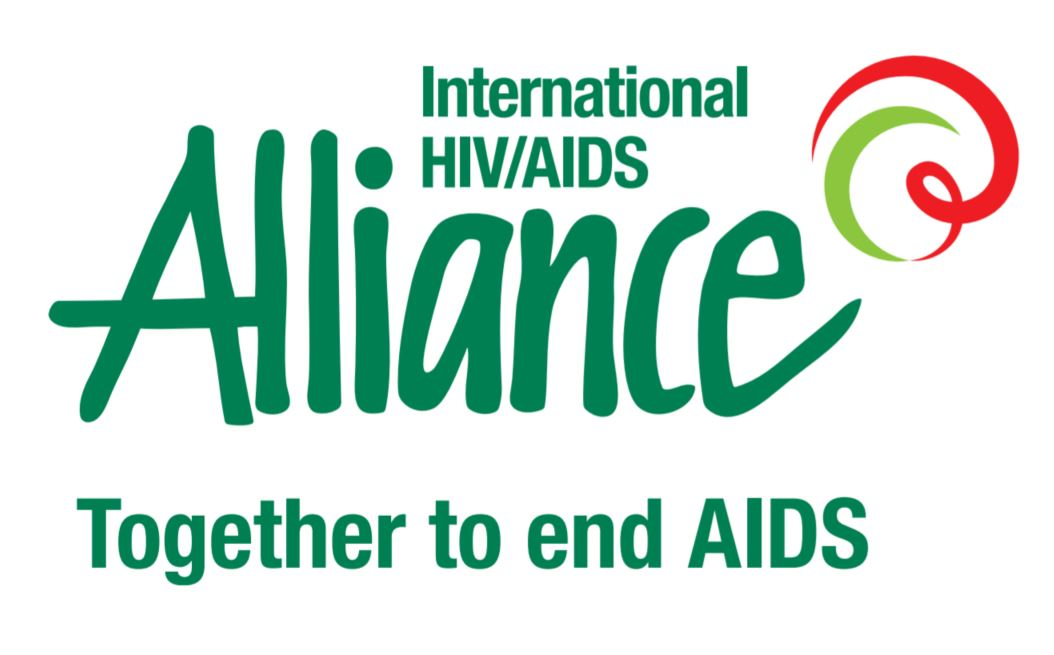 International
HIV/AIDS
Alliance
Together to end AIDS